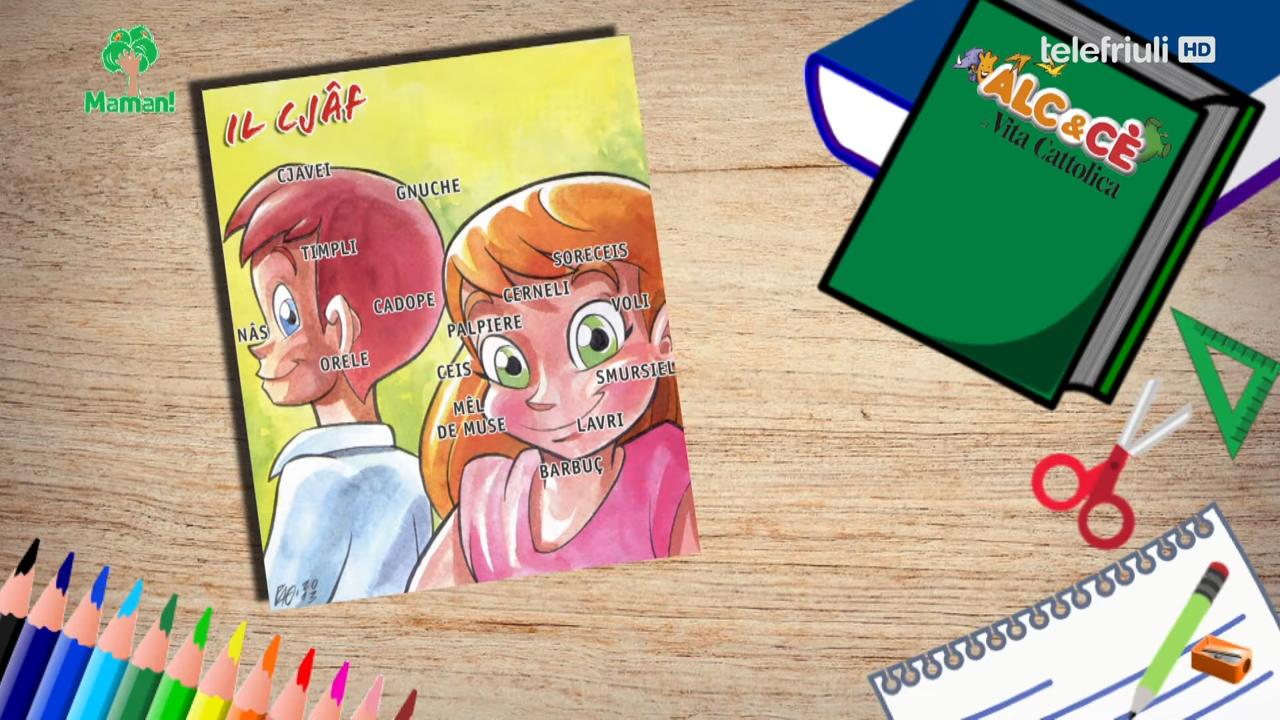 Maman!
telefriuli HD
ALC&CÈ
Vita Cattolica
IL CJÂF
CJAVEI
GNUCHE
TIMPLI
SORECEIS
CERNELI
CADOPE
VOLI
NÂS
PALPIERE
ORELE
CEIS
SMURSIEL
MÊL
DE MUSE
LAVRI
BARBUÇ